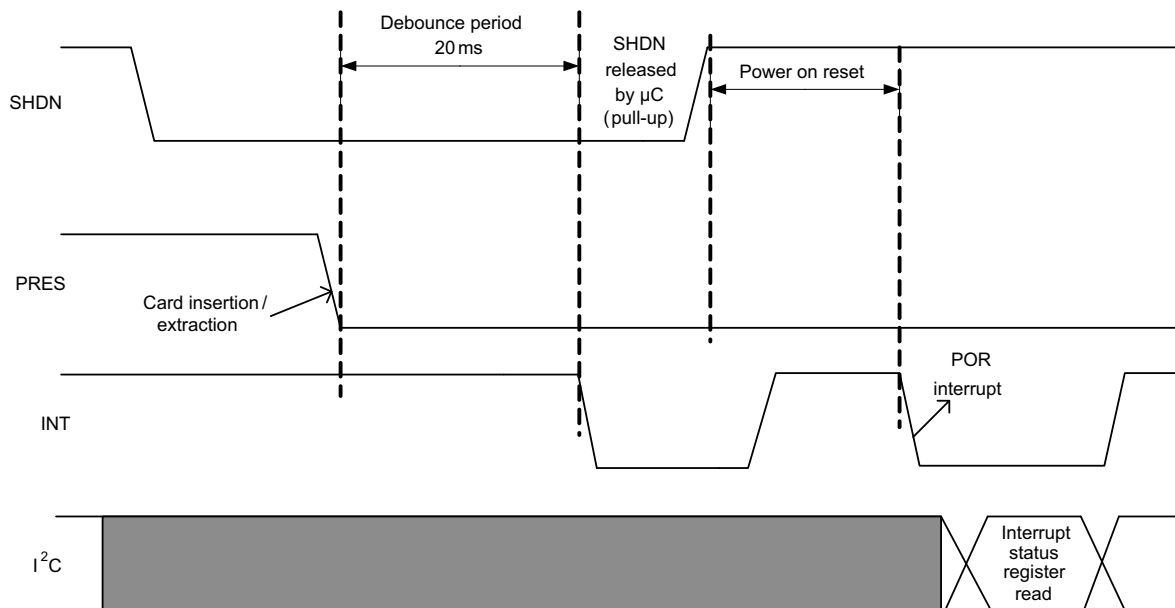 Debounce period
20 ms
SHDN
released
by µC
(pull-up)
Power on reset
SHDN
PRES
Card insertion /
extraction
POR
interrupt
INT
I2C
Interrupt
status
register
read